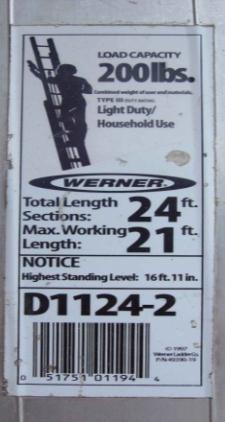 LOAD CAPACITY
200lbs.
Combined weight of user and materials.
TYPE III DUTY RATING
Light Duty/
Household Use
WERNER®
Total Length
Sections: 24 ft.
Max. Working
Length: 21 ft.
NOTICE
Highest Standing Level: 16 ft. 11 in.
D1124-2
(C) 1997
Werner Ladder Co.
0 51751 01194 4